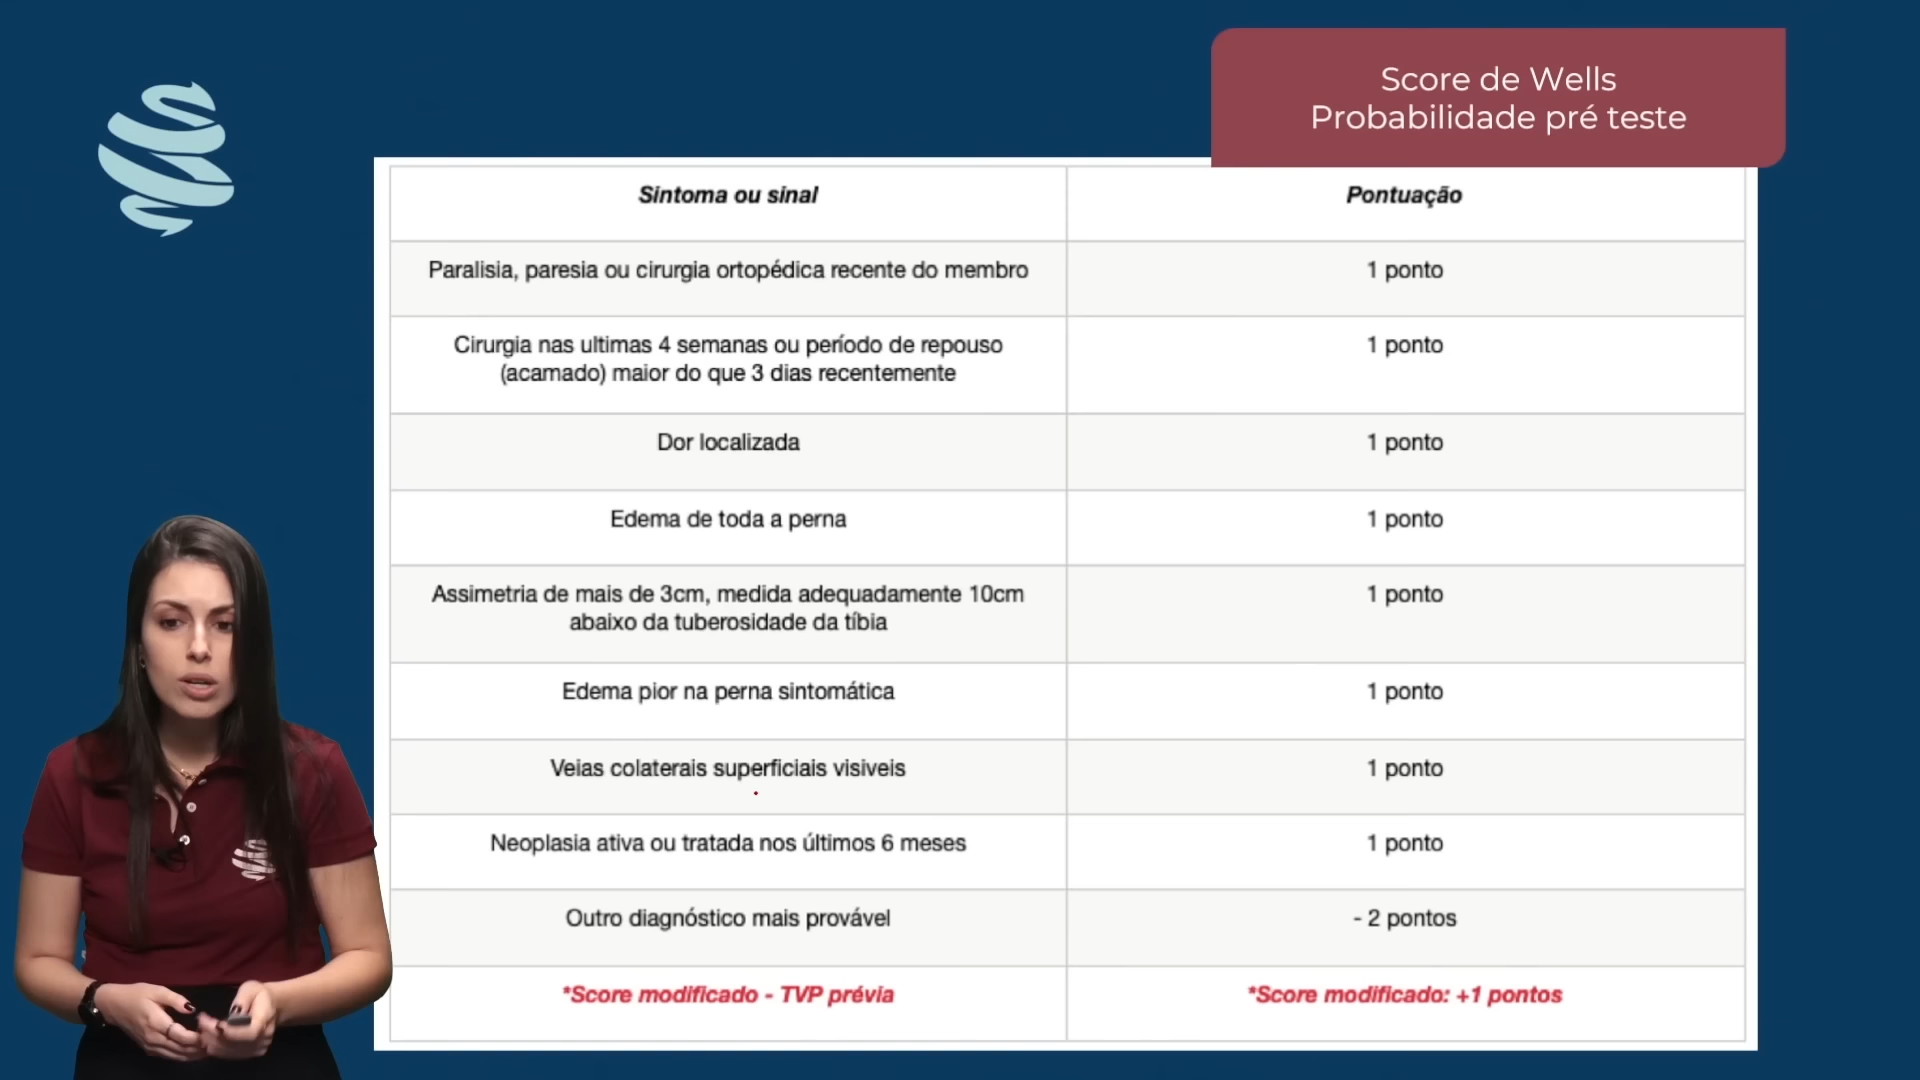 Score de Wells
Probabilidade pré teste
Sintoma ou sinal
Pontuação
Paralisia, paresia ou cirurgia ortopédica recente do membro
1 ponto
Cirurgia nas ultimas 4 semanas ou período de repouso
(acamado) maior do que 3 dias recentemente
1 ponto
Dor localizada
1 ponto
Edema de toda a perna
1 ponto
Assimetria de mais de 3cm, medida adequadamente 10cm
abaixo da tuberosidade da tíbia
1 ponto
Edema pior na perna sintomática
1 ponto
Veias colaterais superficiais visiveis
1 ponto
Neoplasia ativa ou tratada nos últimos 6 meses
1 ponto
Outro diagnóstico mais provável
- 2 pontos
*Score modificado - TVP prévia
*Score modificado: +1 pontos